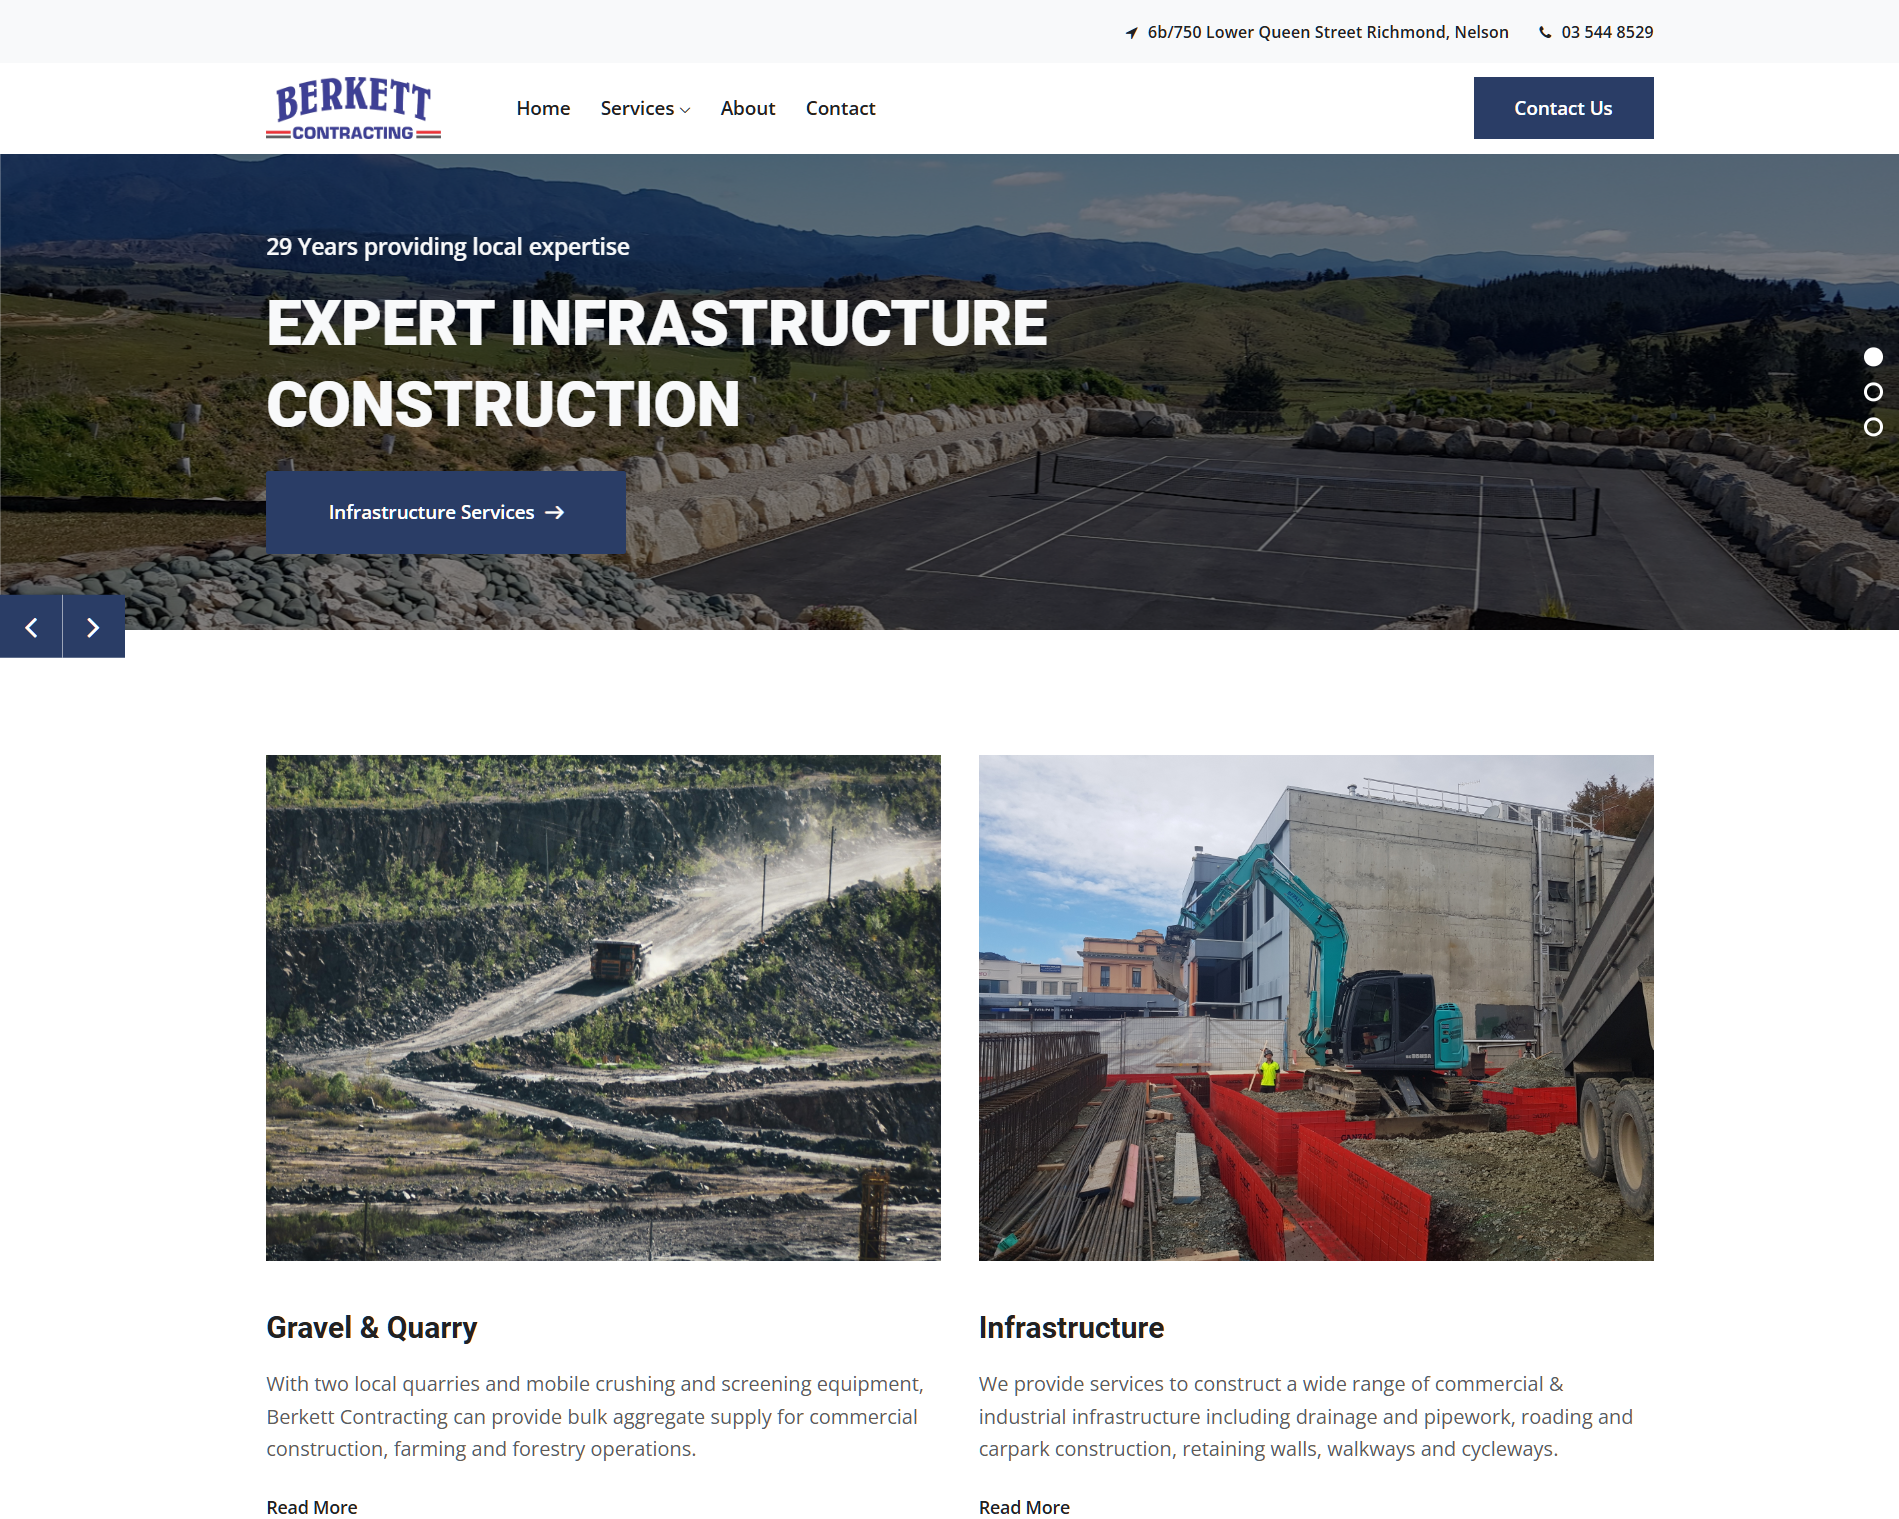 6b/750 Lower Queen Street Richmond, Nelson
03 544 8529
BERKETT
CONTRACTING
Home
Services
About
Contact
Contact Us
29 Years providing local expertise
EXPERT INFRASTRUCTURE
CONSTRUCTION
Infrastructure Services
Gravel & Quarry
With two local quarries and mobile crushing and screening equipment,
Berkett Contracting can provide bulk aggregate supply for commercial
construction, farming and forestry operations.
Read More
Infrastructure
We provide services to construct a wide range of commercial &
industrial infrastructure including drainage and pipework, roading and
carpark construction, retaining walls, walkways and cycleways.
Read More